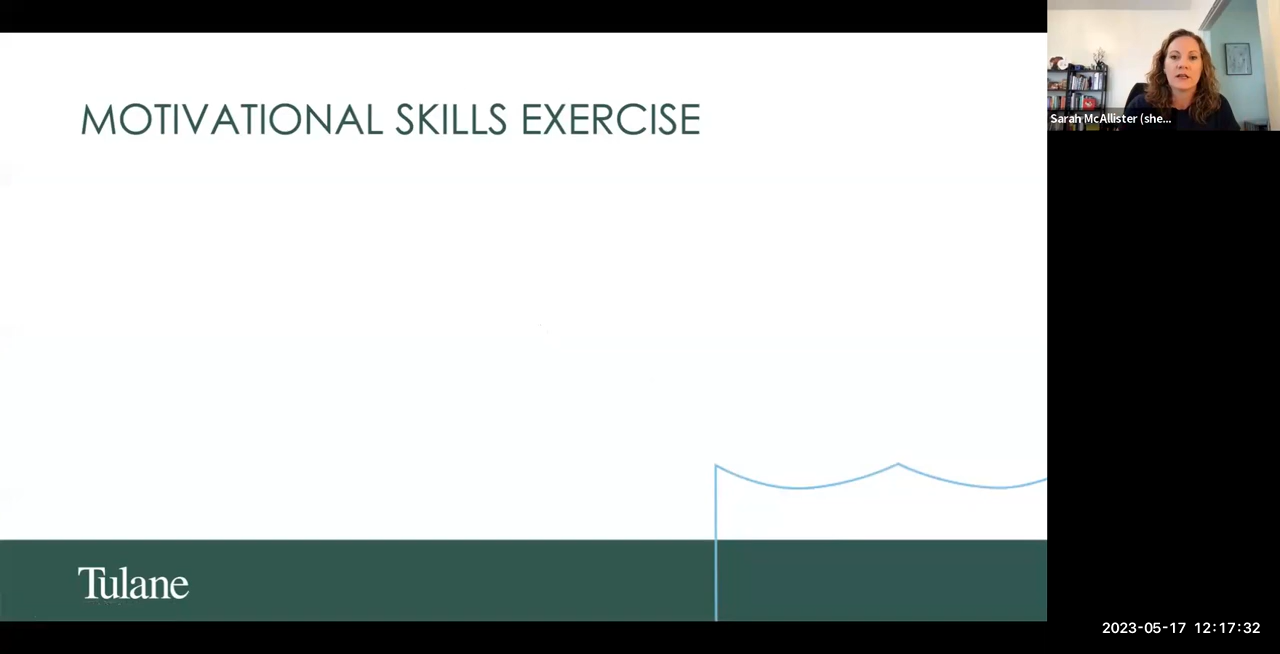 MOTIVATIONAL SKILLS EXERCISE
Sarah McAllister (she...
Tulane
2023-05-17 12:17:32